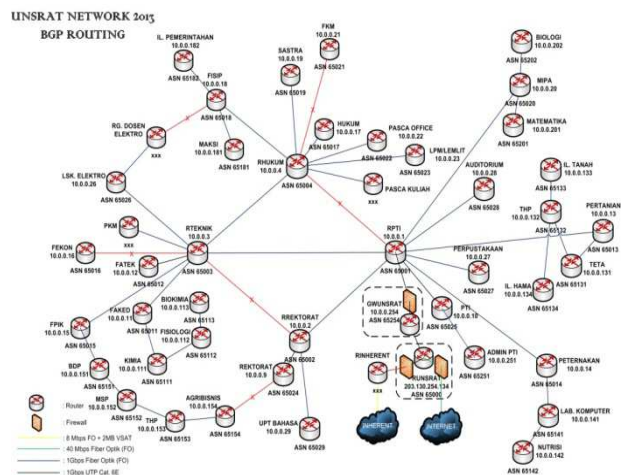 UNSRAT NETWORK 2013
BGP ROUTING
IL. PEMERINTAHAN
10.0.0.182
ASN 65182
FISIP
10.0.0.18
ASN 65018
MAKSI
10.0.0.181
ASN 65181
RG. DOSEN
ELEKTRO
xxx
LSK. ELEKTRO
10.0.0.26
ASN 65026
SASTRA
10.0.0.19
ASN 65019
FKM
10.0.0.21
ASN 65021
HUKUM
10.0.0.17
ASN 65017
PASCA OFFICE
10.0.0.22
ASN 65022
LPM/LEMLIT
10.0.0.23
ASN 65023
PASCA KULIAH
xxx
RHUKUM
10.0.0.4
ASN 65004
BIOLOGI
10.0.0.202
ASN 65202
MIPA
10.0.0.20
ASN 65020
MATEMATIKA
10.0.0.201
ASN 65201
AUDITORIUM
10.0.0.28
ASN 65028
IL. TANAH
10.0.0.133
ASN 65133
THP
10.0.0.132
ASN 65132
PERTANIAN
10.0.0.13
ASN 65013
TETA
10.0.0.131
ASN 65131
IL. HAMA
10.0.0.134
ASN 65134
PERPUSTAKAAN
10.0.0.27
ASN 65027
PKM
xxx
RTEKNIK
10.0.0.3
ASN 65003
RPTI
10.0.0.1
ASN 65001
FEKON
10.0.0.16
ASN 65016
FATEK
10.0.0.12
ASN 65012
FAKED
10.0.0.11
ASN 65011
BIOKIMIA
10.0.0.113
ASN 65113
FISIOLOGI
10.0.0.112
ASN 65112
KIMIA
10.0.0.111
ASN 65111
FPIK
10.0.0.15
ASN 65015
BDP
10.0.0.151
ASN 65151
MSP
10.0.0.152
ASN 65152
THP
10.0.0.153
ASN 65153
AGRIBISNIS
10.0.0.154
ASN 65154
RREKTORAT
10.0.0.2
ASN 65002
REKTORAT
10.0.0.9
ASN 65024
UPT BAHASA
10.0.0.29
ASN 65029
GWUNSRAT
10.0.0.254
ASN 65254
PTI
10.0.0.10
ASN 65025
ADMIN PTI
10.0.0.251
ASN 65251
RINHERENT
xxx
RUNSRAT
203.130.254.134
ASN 65000
INHERENT
INTERNET
PETERNAKAN
10.0.0.14
ASN 65014
LAB. KOMPUTER
10.0.0.141
ASN 65141
NUTRISI
10.0.0.142
ASN 65142
: Router
: Firewall
: 8 Mbps FO + 2MB VSAT
: 40 Mbps Fiber Optik (FO)
: 1Gbps Fiber Optik (FO)
: 1Gbps UTP Cat. 6E